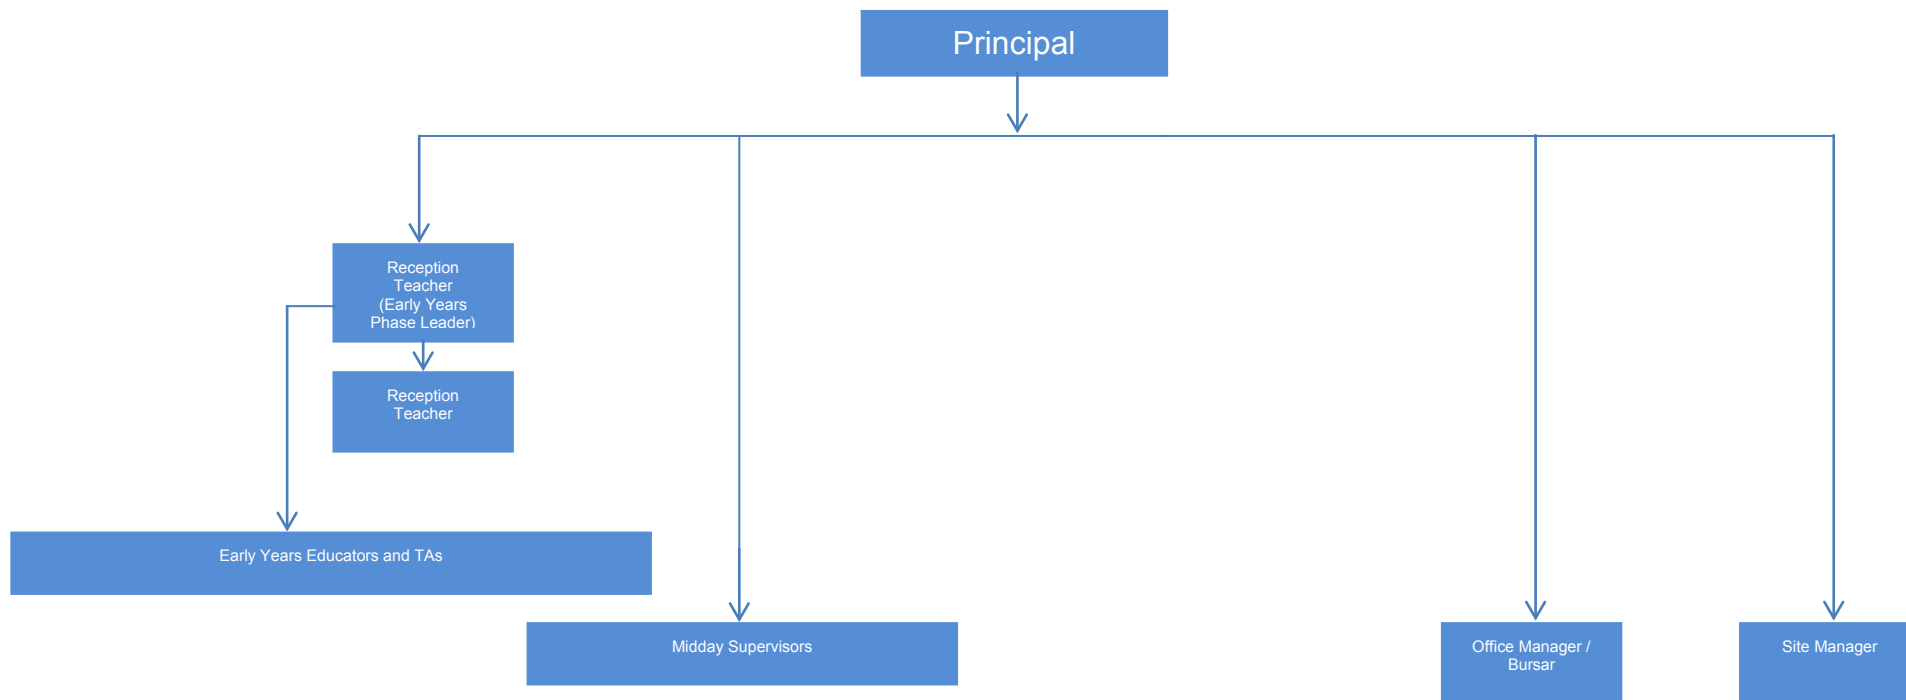 Principal
Reception
Teacher
(Early Years
Phase Leader)
Reception
Teacher
Early Years Educators and TAs
Midday Supervisors
Office Manager /
Bursar
Site Manager